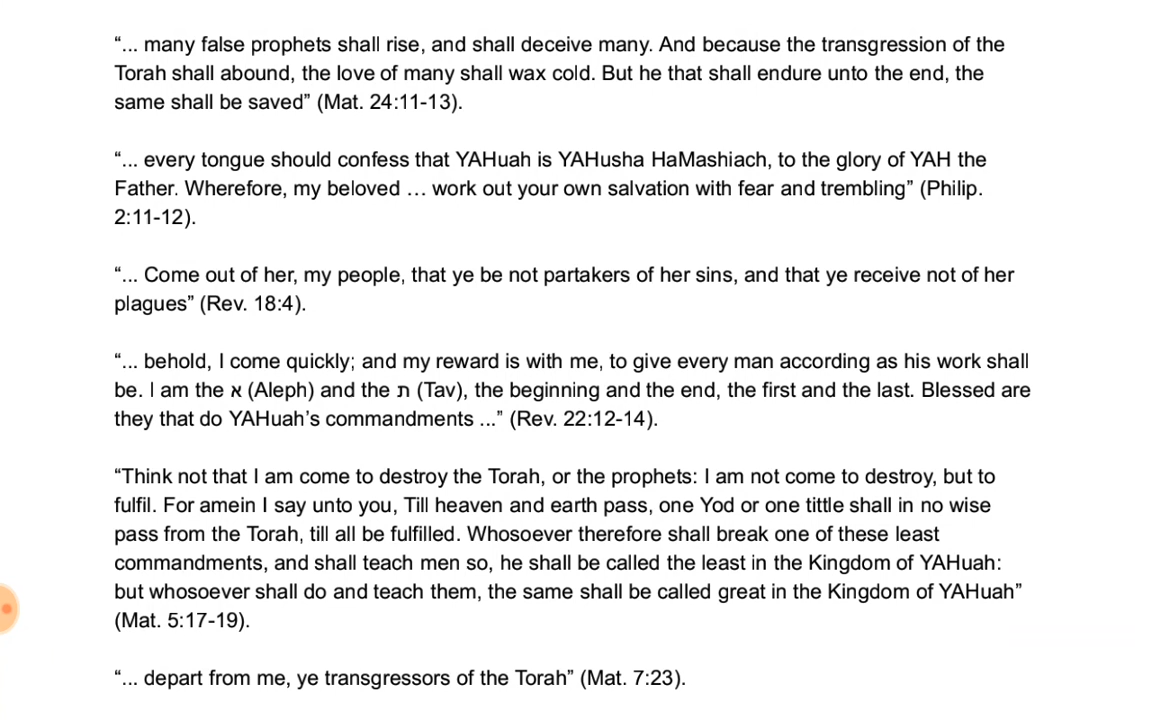 “... many false prophets shall rise, and shall deceive many. And because the transgression of the
Torah shall abound, the love of many shall wax cold. But he that shall endure unto the end, the
same shall be saved” (Mat. 24:11-13).
“... every tongue should confess that YAHuah is YAHusha HaMashiach, to the glory of YAH the
Father. Wherefore, my beloved … work out your own salvation with fear and trembling” (Philip.
2:11-12).
“... Come out of her, my people, that ye be not partakers of her sins, and that ye receive not of her
plagues” (Rev. 18:4).
“... behold, I come quickly; and my reward is with me, to give every man according as his work shall
be. I am the א (Aleph) and the ת (Tav), the beginning and the end, the first and the last. Blessed are
they that do YAHuah’s commandments ...” (Rev. 22:12-14).
“Think not that I am come to destroy the Torah, or the prophets: I am not come to destroy, but to
fulfil. For amein I say unto you, Till heaven and earth pass, one Yod or one tittle shall in no wise
pass from the Torah, till all be fulfilled. Whosoever therefore shall break one of these least
commandments, and shall teach men so, he shall be called the least in the Kingdom of YAHuah:
but whosoever shall do and teach them, the same shall be called great in the Kingdom of YAHuah”
(Mat. 5:17-19).
“... depart from me, ye transgressors of the Torah” (Mat. 7:23).